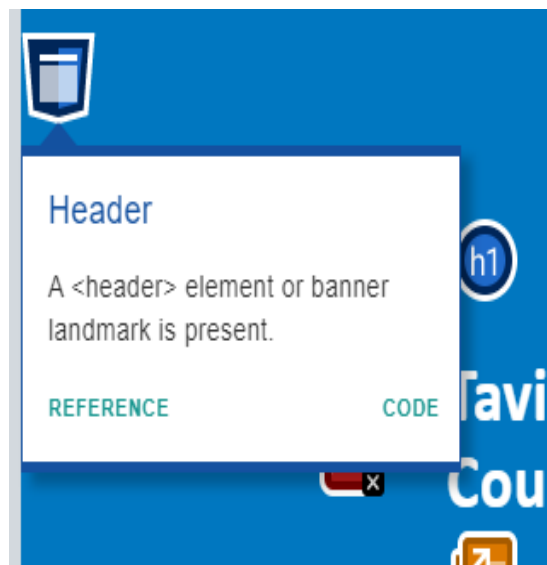 Header
h1
A <header> element or banner
landmark is present.
REFERENCE CODE
Tavi
Cou
x